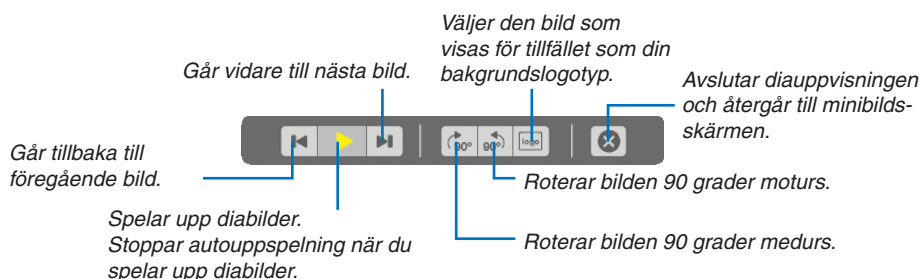 Väljer den bild som
visas för tillfället som din
bakgrundslogotyp.
Går vidare till nästa bild.
Avslutar diauppvisningen
och återgår till minibilds-
skärmen.
90°
90°
logo
Går tillbaka till
föregående bild.
Roterar bilden 90 grader moturs.
Spelar upp diabilder.
Stoppar autouppspelning när du
spelar upp diabilder.
Roterar bilden 90 grader medurs.